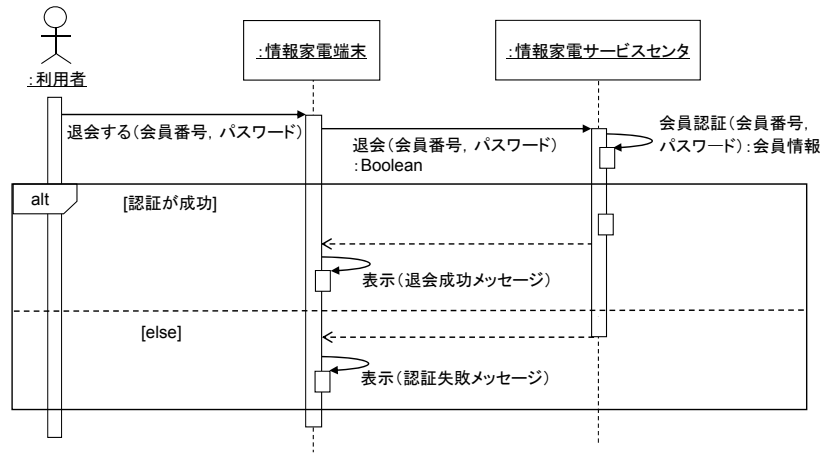 :情報家電端末
:情報家電サービスセンタ
:利用者
退会する(会員番号, パスワード)
退会(会員番号, パスワード)
:Boolean
会員認証(会員番号,
パスワード):会員情報
alt
[認証が成功]
表示(退会成功メッセージ)
[else]
表示(認証失敗メッセージ)